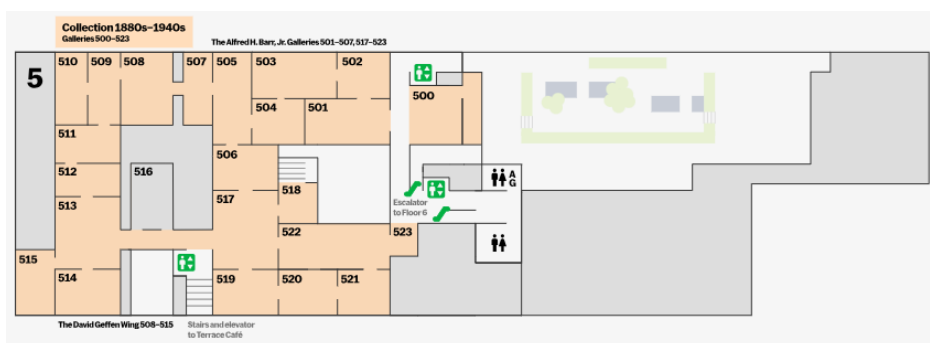 Collection 1880s–1940s
Galleries 500–523
The Alfred H. Barr, Jr. Galleries 501–507, 517–523
5
510 509 508 507 505 503 502
500
504 501
511
506
512 516
A
G
518
513 517
Escalator
to Floor 6
522 523
515
514 519 520 521
The David Geffen Wing 508–515
Stairs and elevator
to Terrace Café